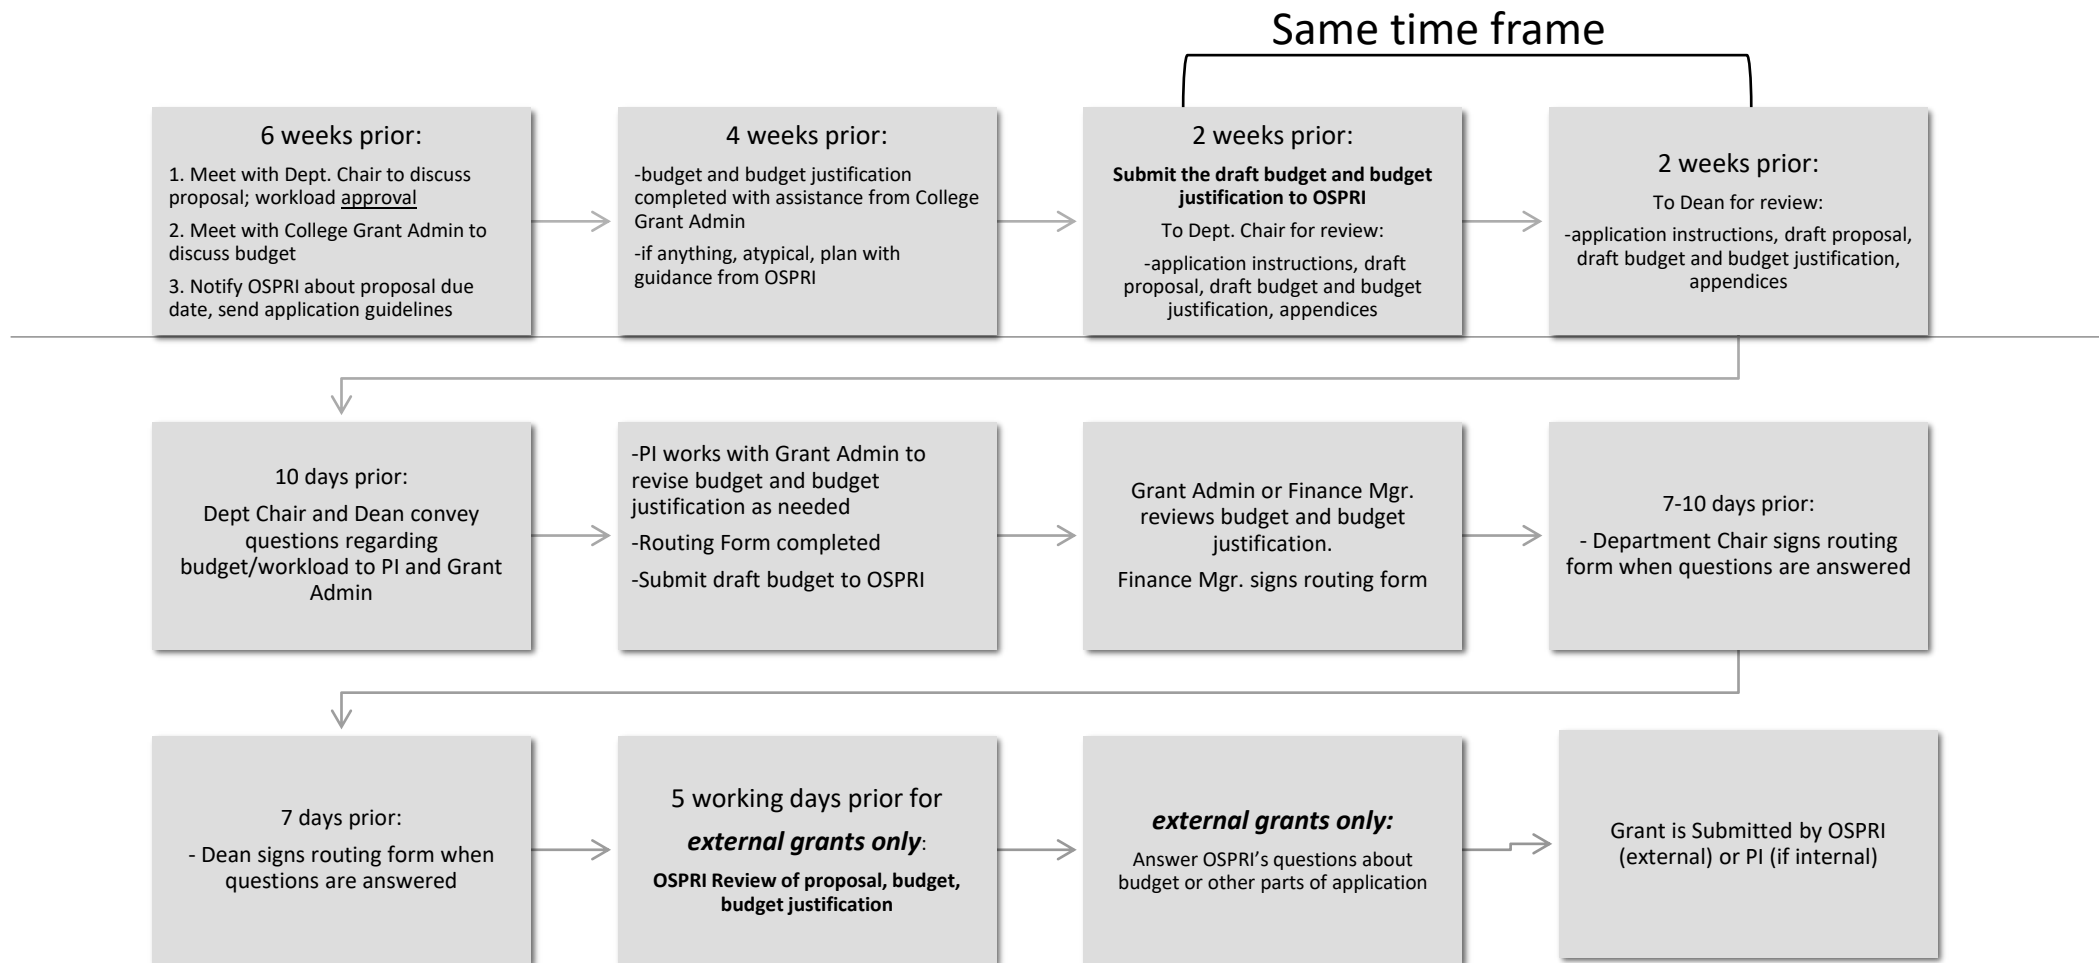 Same time frame
6 weeks prior:
1. Meet with Dept. Chair to discuss
proposal; workload approval
2. Meet with College Grant Admin to
discuss budget
3. Notify OSPRI about proposal due
date, send application guidelines
4 weeks prior:
-budget and budget justification
completed with assistance from College
Grant Admin
-if anything, atypical, plan with
guidance from OSPRI
2 weeks prior:
Submit the draft budget and budget
justification to OSPRI
To Dept. Chair for review:
-application instructions, draft
proposal, draft budget and budget
justification, appendices
2 weeks prior:
To Dean for review:
-application instructions, draft proposal,
draft budget and budget justification,
appendices
10 days prior:
Dept Chair and Dean convey
questions regarding
budget/workload to PI and Grant
Admin
-PI works with Grant Admin to
revise budget and budget
justification as needed
-Routing Form completed
-Submit draft budget to OSPRI
Grant Admin or Finance Mgr.
reviews budget and budget
justification.
Finance Mgr. signs routing form
7-10 days prior:
- Department Chair signs routing
form when questions are answered
7 days prior:
- Dean signs routing form when
questions are answered
5 working days prior for
external grants only:
OSPRI Review of proposal, budget,
budget justification
external grants only:
Answer OSPRI’s questions about
budget or other parts of application
Grant is Submitted by OSPRI
(external) or PI (if internal)